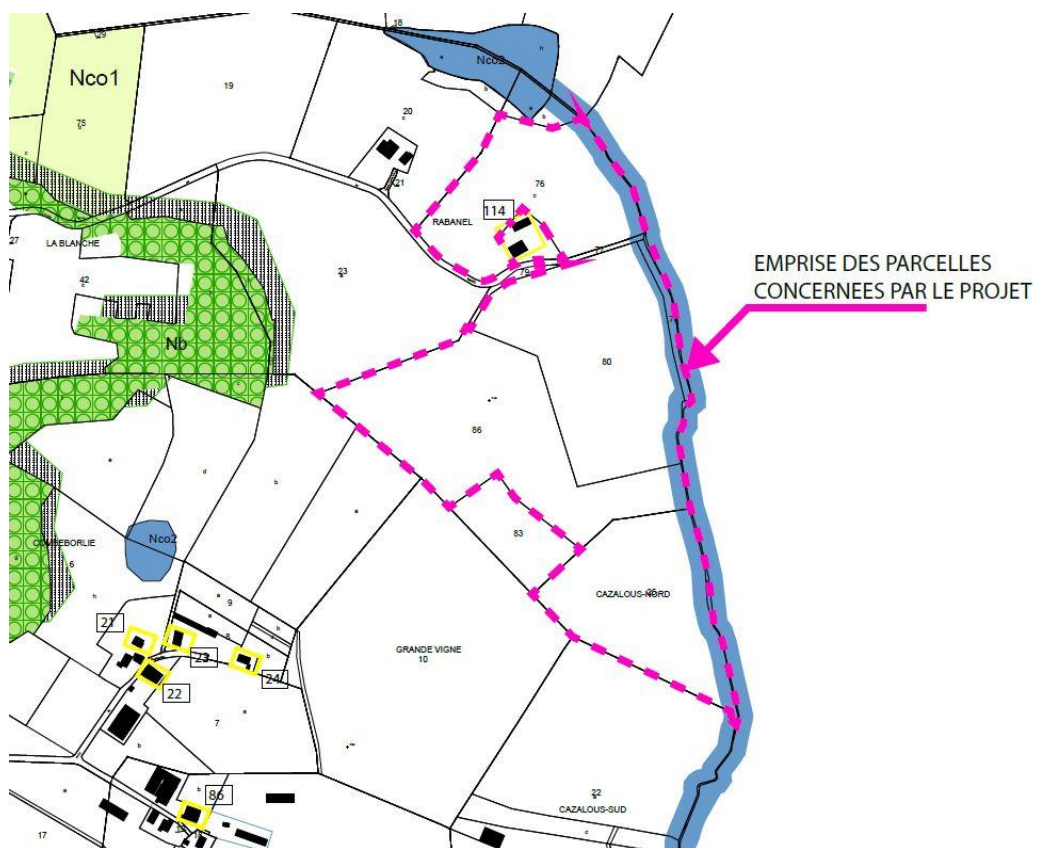 18
29
Nco1
Nco2
h
a
b
19
20
c
75
a
b
21
76
c
114
RABANEL
27
LA BLANCHE
42
c
23
79
EMPRISE DES PARCELLES
CONCERNEES PAR LE PROJET
Nb
80
86
a
d
b
a
83
Nco2
COMBEBORLIE
6
h
CAZALOUS-NORD
9
8
b
21
23
24
22
GRANDE VIGNE
10
7
a
b
86
b
22
CAZALOUS-SUD
c
17